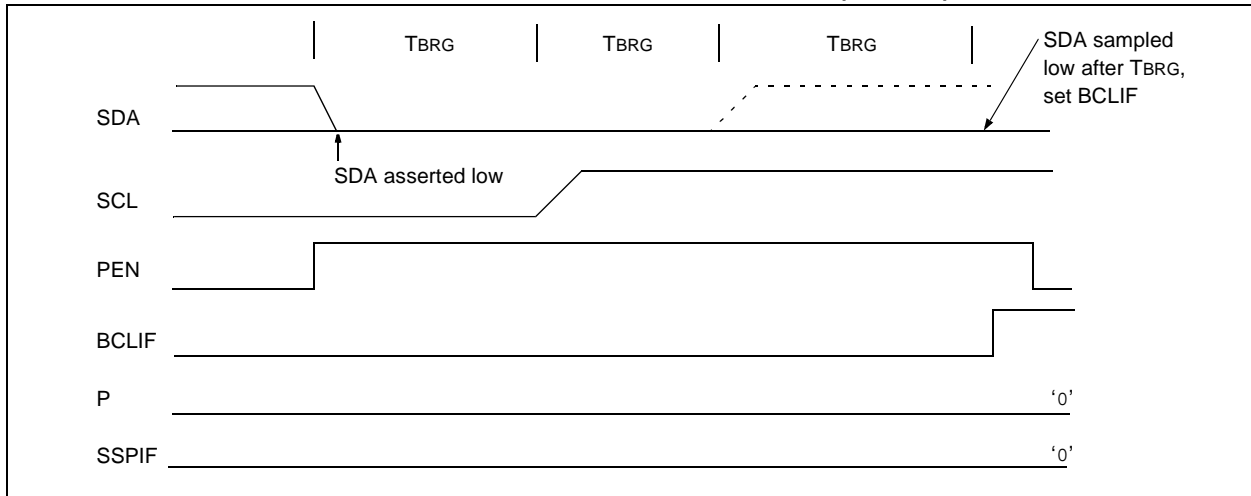 TBRG TBRG TBRG
SDA sampled
low after TBRG,
set BCLIF
SDA
SDA asserted low
SCL
PEN
BCLIF
P
‘0’
SSPIF
‘0’